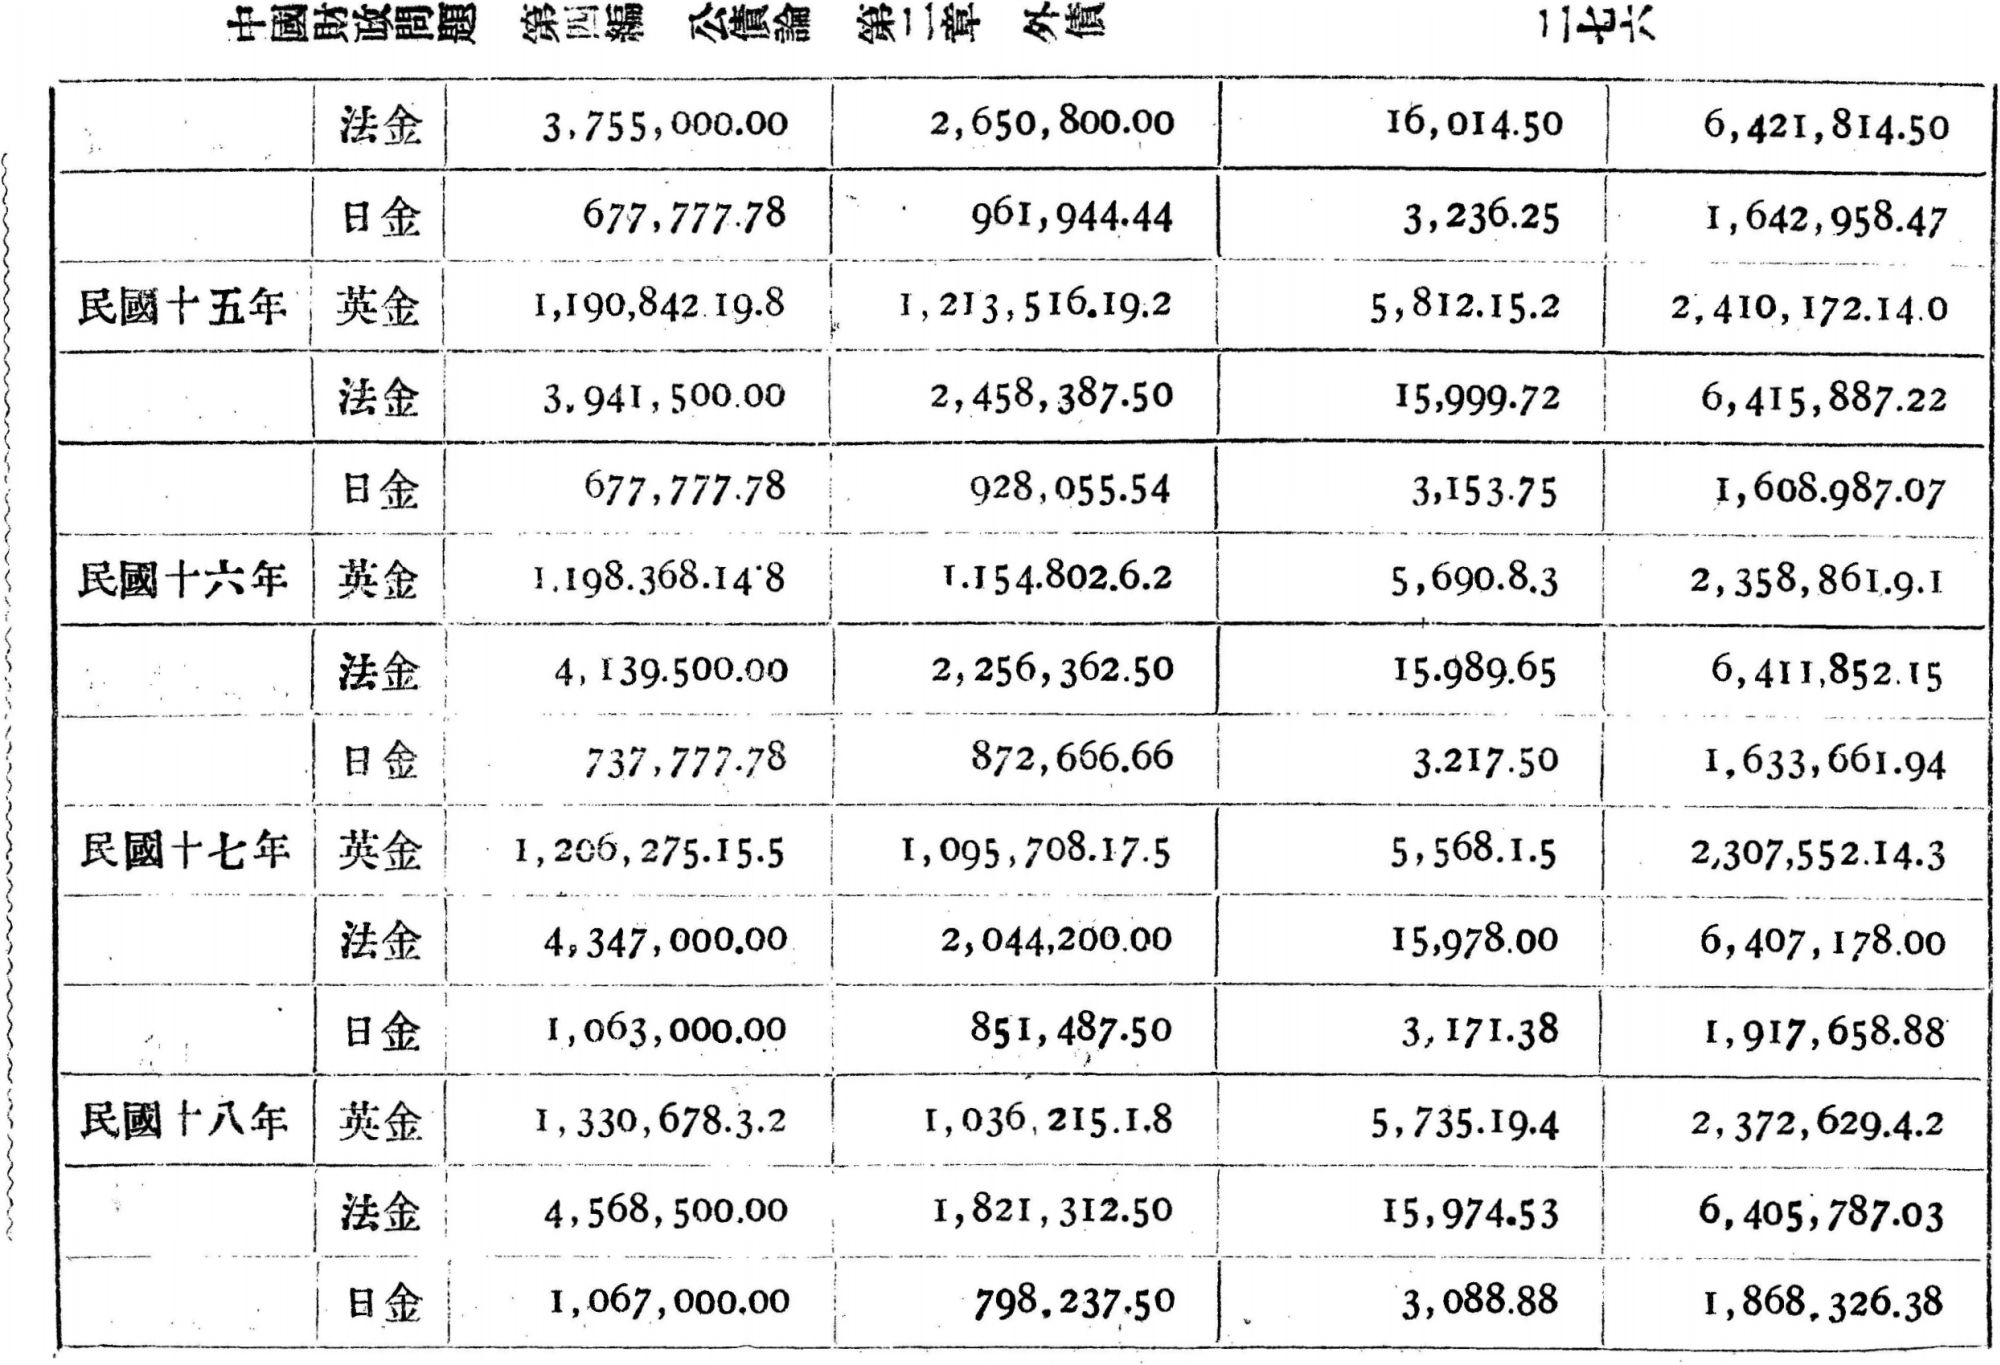 中國財政問題 第四編 公債論 第二章 外債 二七六
法金 3,755,000.00 2,650,800.00 16,014.50 6,421,814.50
日金 677,777.78 961,944.44 3,236.25 1,642,958.47
民國十五年 英金 1,190,842.19.8 1,213,516.19.2 5,812.15.2 2,410,172.14.0
法金 3,941,500.00 2,458,387.50 15,999.72 6,415,887.22
日金 677,777.78 928,055.54 3,153.75 1,608.987.07
民國十六年 英金 1.198.368.14.8 1.154.802.6.2 5,690.8.3 2,358,861.9.1
法金 4,139.500.00 2,256,362.50 15.989.65 6,411,852.15
日金 737,777.78 872,666.66 3.217.50 1,633,661.94
民國十七年 英金 1,206,275.15.5 1,095,708.17.5 5,568.1.5 2,307,552.14.3
法金 4,347,000.00 2,044,200.00 15,978.00 6,407,178.00
日金 1,063,000.00 851,487.50 3,171.38 1,917,658.88
民國十八年 英金 1,330,678.3.2 1,036,215.1.8 5,735.19.4 2,372,629.4.2
法金 4,568,500.00 1,821,312.50 15,974.53 6,405,787.03
日金 1,067,000.00 798,237.50 3,088.88 1,868,326.38